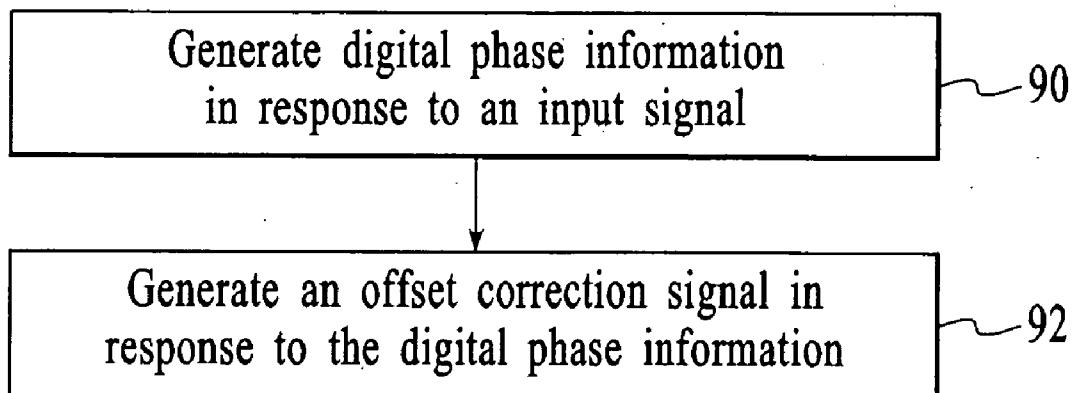 Generate digital phase information
in response to an input signal
90
Generate an offset correction signal in
response to the digital phase information
92